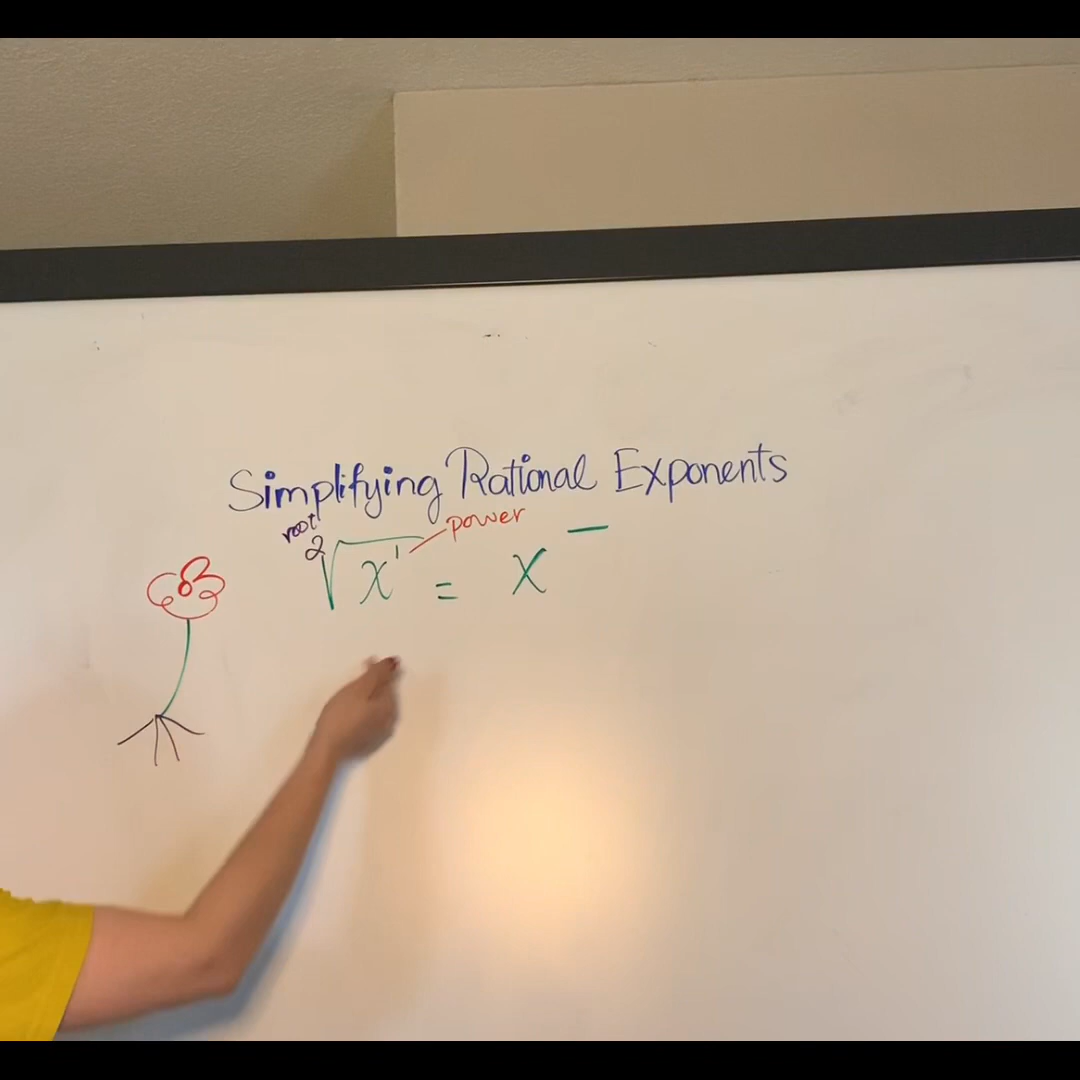 Simplifying Rational Exponents
root power
²√x¹ = x⁻